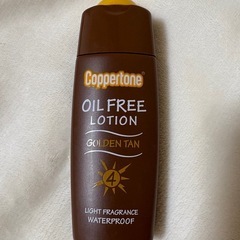 Coppertone
OIL FREE
LOTION
GOLDEN TAN
4
LIGHT FRAGRANCE
WATERPROOF